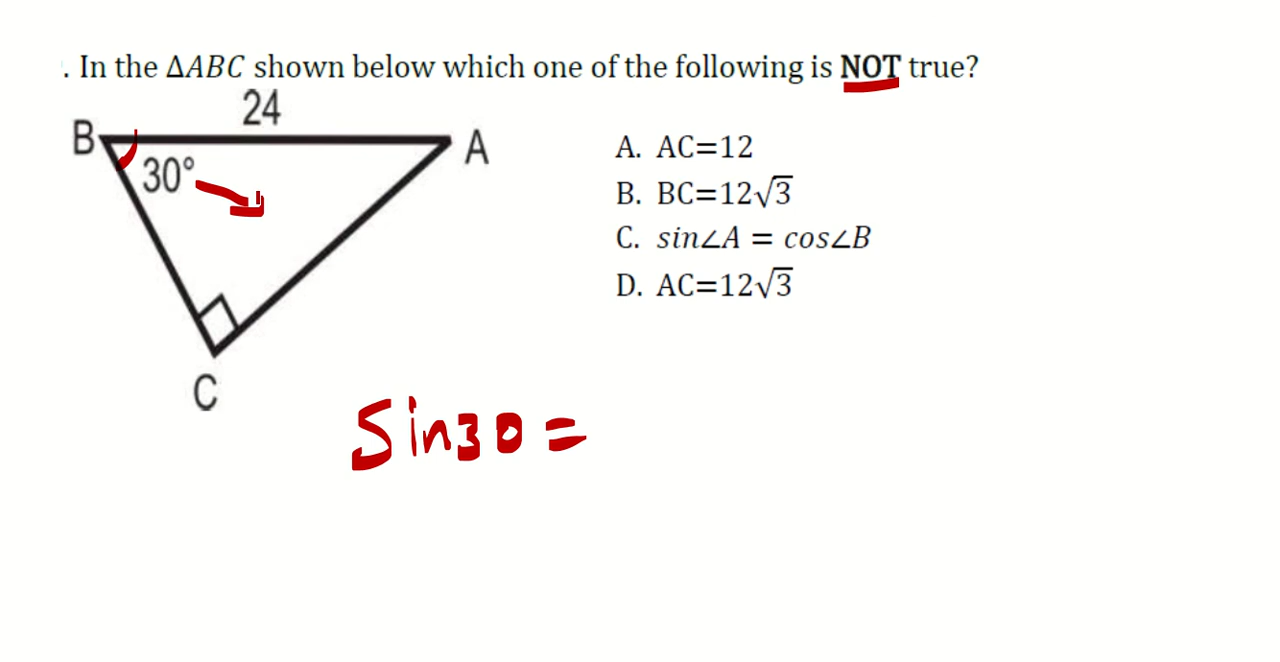 . In the ΔABC shown below which one of the following is NOT true?
24
B
A
30°
C
A. AC=12
B. BC=12√3
C. sin∠A = cos∠B
D. AC=12√3
Sin30 =